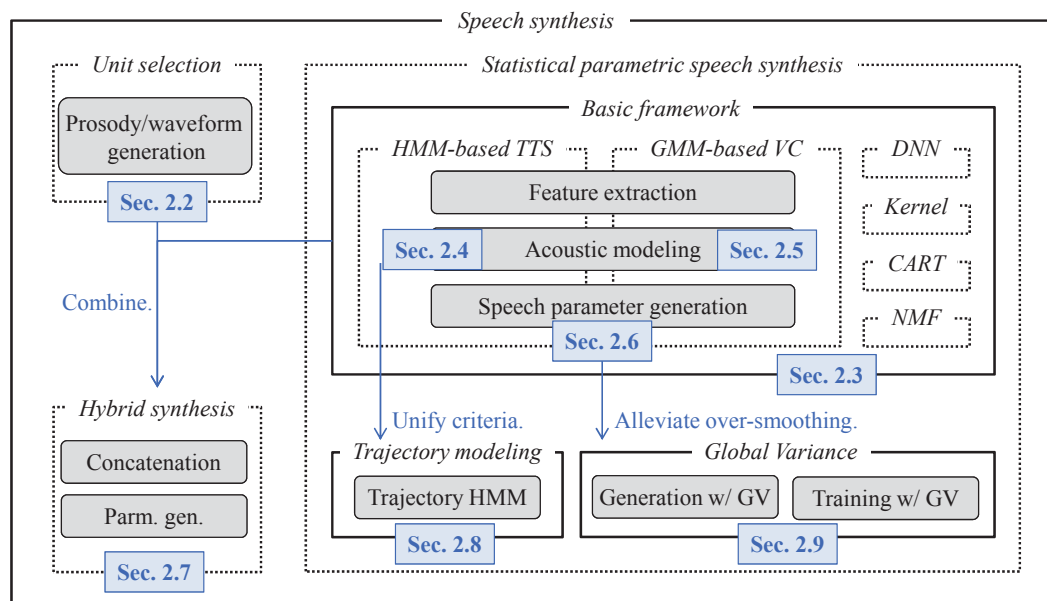 Speech synthesis
Unit selection
Prosody/waveform
generation
Sec. 2.2
Combine.
Hybrid synthesis
Concatenation
Parm. gen.
Sec. 2.7
Statistical parametric speech synthesis
Basic framework
HMM-based TTS
GMM-based VC
Feature extraction
Sec. 2.4
Acoustic modeling
Sec. 2.5
Speech parameter generation
Sec. 2.6
DNN
Kernel
CART
NMF
Sec. 2.3
Unify criteria.
Alleviate over-smoothing.
Trajectory modeling
Trajectory HMM
Sec. 2.8
Global Variance
Generation w/ GV
Training w/ GV
Sec. 2.9